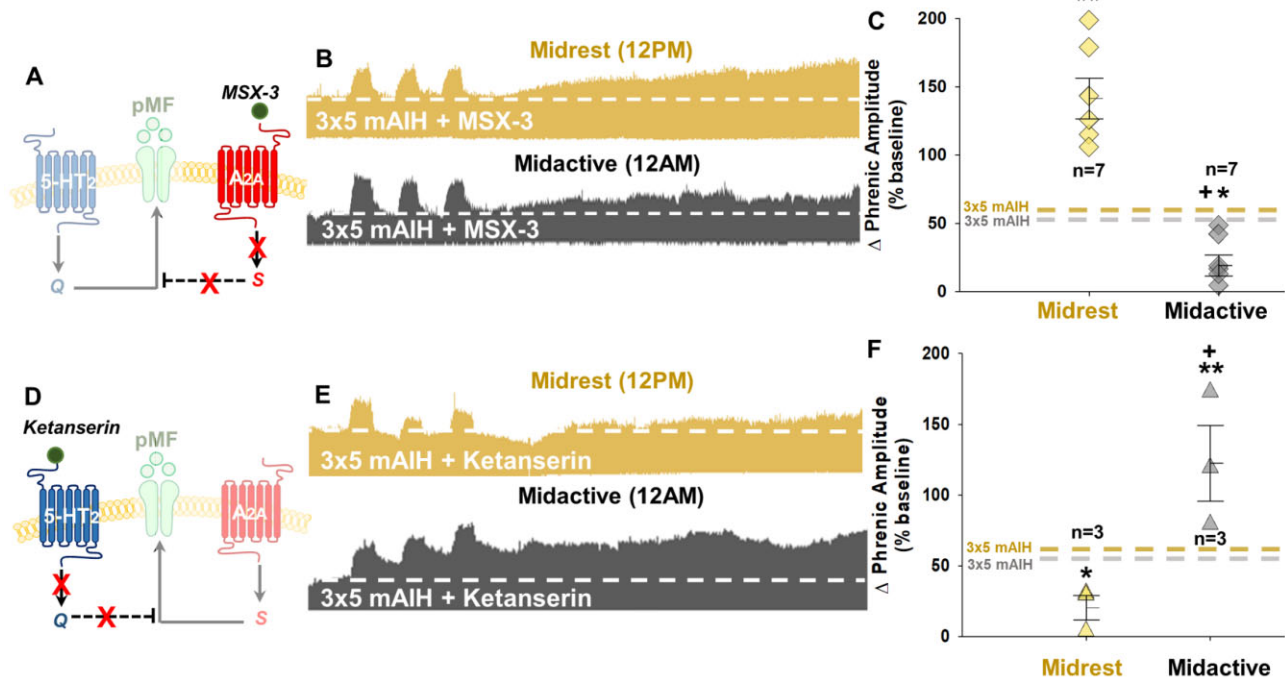 A
MSX-3
pMF
5-HT2
A2A
Q
X
X
S
B
Midrest (12PM)
3x5 mAIH + MSX-3
Midactive (12AM)
3x5 mAIH + MSX-3
C
Δ Phrenic Amplitude
(% baseline)
200
150
100
50
0
n=7
n=7
+ *
3x5 mAIH
3x5 mAIH
Midrest
Midactive
D
Ketanserin
pMF
5-HT2
A2A
X
X
Q
S
E
Midrest (12PM)
3x5 mAIH + Ketanserin
Midactive (12AM)
3x5 mAIH + Ketanserin
F
Δ Phrenic Amplitude
(% baseline)
200
150
100
50
0
+
**
n=3
n=3
3x5 mAIH
3x5 mAIH
*
Midrest
Midactive